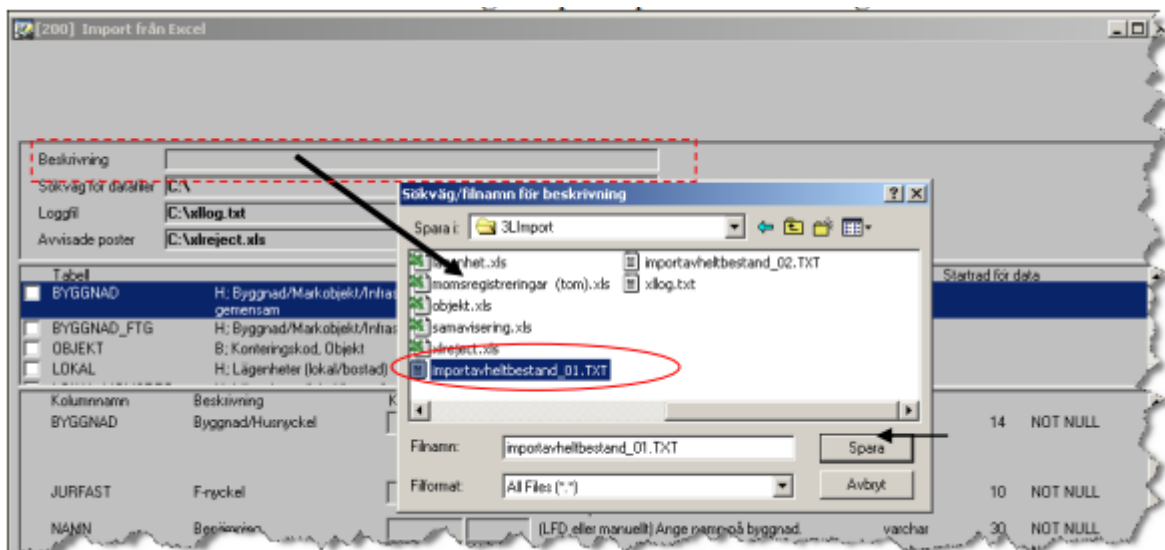 [200] Import från Excel
Beskrivning
Sökväg för datafiler C:\
Loggfil C:\xllog.txt
Avvisade poster C:\xlreject.xls
Sökväg/filnamn för beskrivning
Spara i: 3LImport
.xls importavheltbestand_02.TXT
momsregistreringar (tom).xls xllog.txt
objekt.xls
samavisering.xls
xlreject.xls
importavheltbestand_01.TXT
Filnamn: importavheltbestand_01.TXT Spara
Filformat: All Files (*.*) Avbryt
Tabell Startrad för data
BYGGNAD H; Byggnad/Markobjekt/Infras
gemensam
BYGGNAD_FTG H; Byggnad/Markobjekt/Infras
OBJEKT B; Konteringskod, Objekt
LOKAL H; Lägenheter (lokal/bostad)
Kolumnnamn Beskrivning K
BYGGNAD Byggnad/Husnyckel 14 NOT NULL
JURFAST F-nyckel 10 NOT NULL
NAMN Benämning (LFD eller manuellt) Ange namn på byggnad. varchar 30 NOT NULL